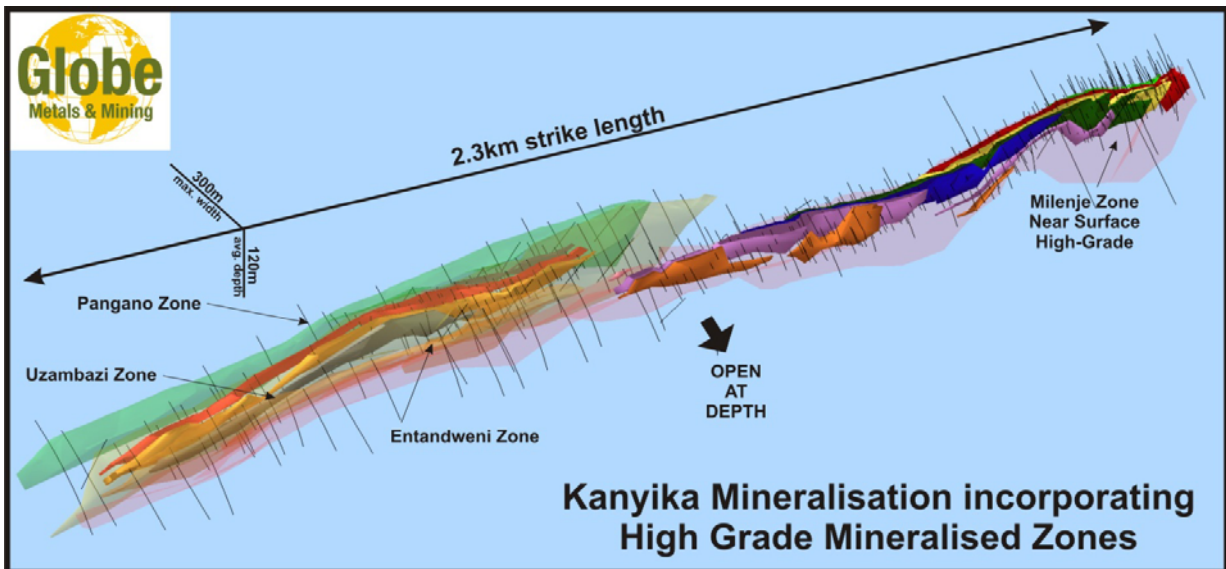 Globe
Metals & Mining
2.3km strike length
300m
max. width
120m
avg. depth
Milenje Zone
Near Surface
High-Grade
Pangano Zone
Uzambazi Zone
Entandweni Zone
OPEN
AT
DEPTH
Kanyika Mineralisation incorporating
High Grade Mineralised Zones